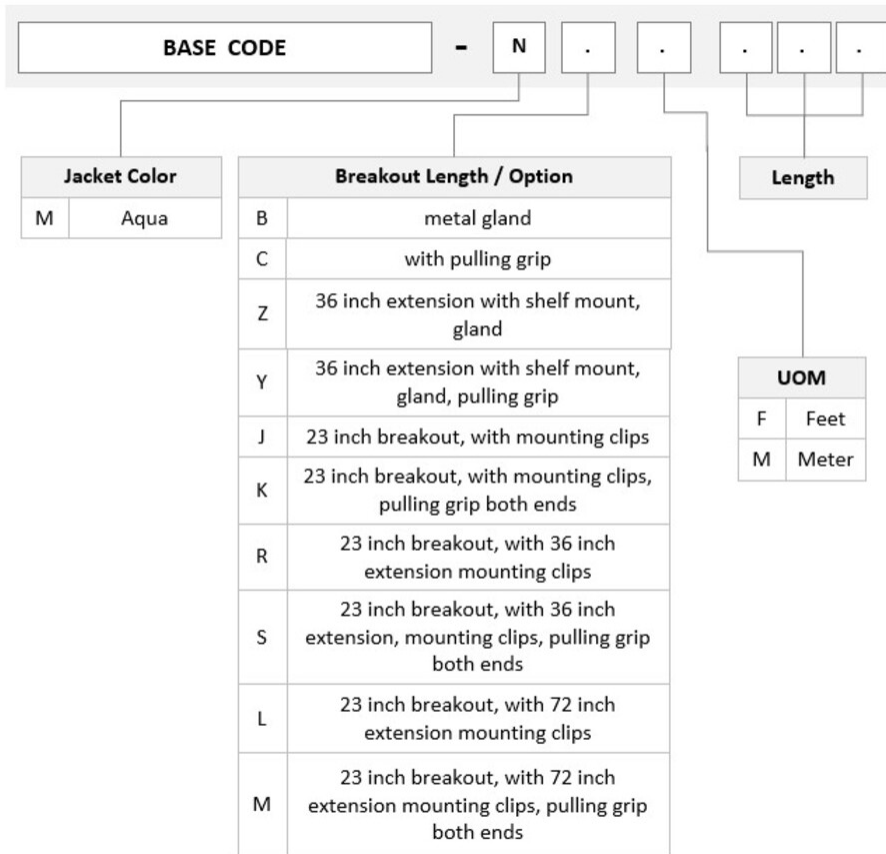 BASE CODE - N . . . . .
Jacket Color
M Aqua
Breakout Length / Option
B metal gland
C with pulling grip
Z 36 inch extension with shelf mount,
gland
Y 36 inch extension with shelf mount,
gland, pulling grip
J 23 inch breakout, with mounting clips
K 23 inch breakout, with mounting clips,
pulling grip both ends
R 23 inch breakout, with 36 inch
extension mounting clips
S 23 inch breakout, with 36 inch
extension, mounting clips, pulling grip
both ends
L 23 inch breakout, with 72 inch
extension mounting clips
M 23 inch breakout, with 72 inch
extension mounting clips, pulling grip
both ends
Length
UOM
F Feet
M Meter